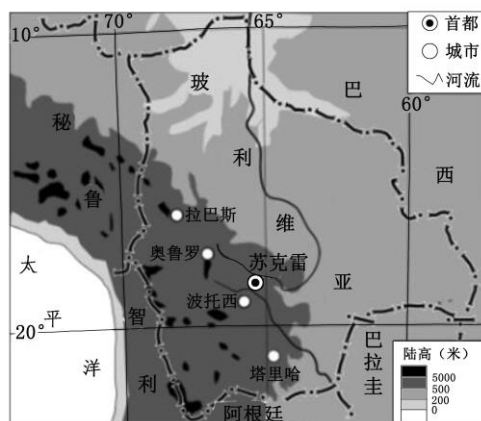 10°
70°
65°
60°
20°
首都
城市
河流
玻
利
维
亚
巴
西
秘
鲁
拉巴斯
奥鲁罗
苏克雷
波托西
塔里哈
太
平
洋
智
利
阿根廷
巴
拉
圭
陆高（米）
5000
500
200
0